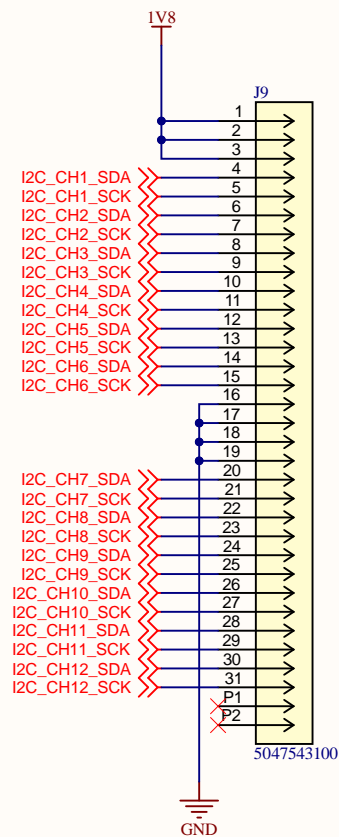 1V8
J9
1
2
3
I2C_CH1_SDA 4
I2C_CH1_SCK 5
I2C_CH2_SDA 6
I2C_CH2_SCK 7
I2C_CH3_SDA 8
I2C_CH3_SCK 9
I2C_CH4_SDA 10
I2C_CH4_SCK 11
I2C_CH5_SDA 12
I2C_CH5_SCK 13
I2C_CH6_SDA 14
I2C_CH6_SCK 15
16
17
18
19
I2C_CH7_SDA 20
I2C_CH7_SCK 21
I2C_CH8_SDA 22
I2C_CH8_SCK 23
I2C_CH9_SDA 24
I2C_CH9_SCK 25
I2C_CH10_SDA 26
I2C_CH10_SCK 27
I2C_CH11_SDA 28
I2C_CH11_SCK 29
I2C_CH12_SDA 30
I2C_CH12_SCK 31
P1
P2
5047543100
GND